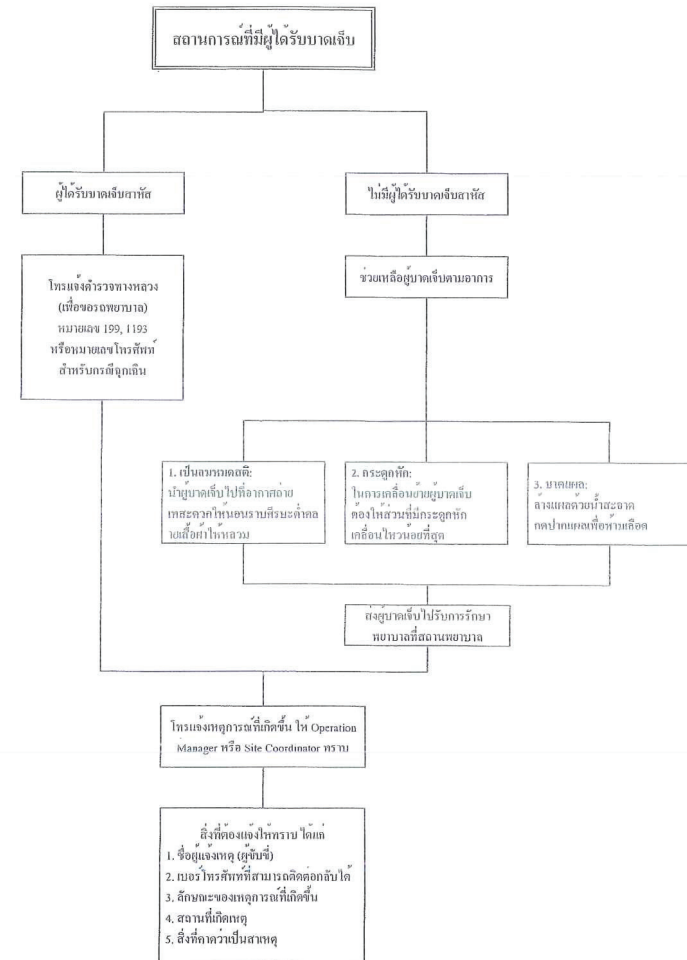 สถานการณ์ที่มีผู้ได้รับบาดเจ็บ
ผู้ได้รับบาดเจ็บสาหัส
ไม่มีผู้ได้รับบาดเจ็บสาหัส
โทรแจ้งตำรวจทางหลวง
(เพื่อขอรถพยาบาล)
หมายเลข 199, 1193
หรือหมายเลขโทรศัพท์
สำหรับกรณีฉุกเฉิน
ช่วยเหลือผู้บาดเจ็บตามอาการ
1. เป็นลมหมดสติ:
นำผู้บาดเจ็บไปที่อากาศถ่าย
เทสะดวกให้นอนราบศีรษะต่ำคล
ายเสื้อผ้าให้หลวม
2. กระดูกหัก:
ในการเคลื่อนย้ายผู้บาดเจ็บ
ต้องให้ส่วนที่มีกระดูกหัก
เคลื่อนไหวน้อยที่สุด
3. บาดแผล:
ล้างแผลด้วยน้ำสะอาด
กดปากแผลเพื่อห้ามเลือด
ส่งผู้บาดเจ็บไปรับการรักษา
พยาบาลที่สถานพยาบาล
โทรแจ้งเหตุการณ์ที่เกิดขึ้น ให้ Operation
Manager หรือ Site Coordinator ทราบ
สิ่งที่ต้องแจ้งให้ทราบ ได้แก่
1. ชื่อผู้แจ้งเหตุ (ผู้ขับขี่)
2. เบอร์โทรศัพท์ที่สามารถติดต่อกลับได้
3. ลักษณะของเหตุการณ์ที่เกิดขึ้น
4. สถานที่เกิดเหตุ
5. สิ่งที่คาดว่าเป็นสาเหตุ